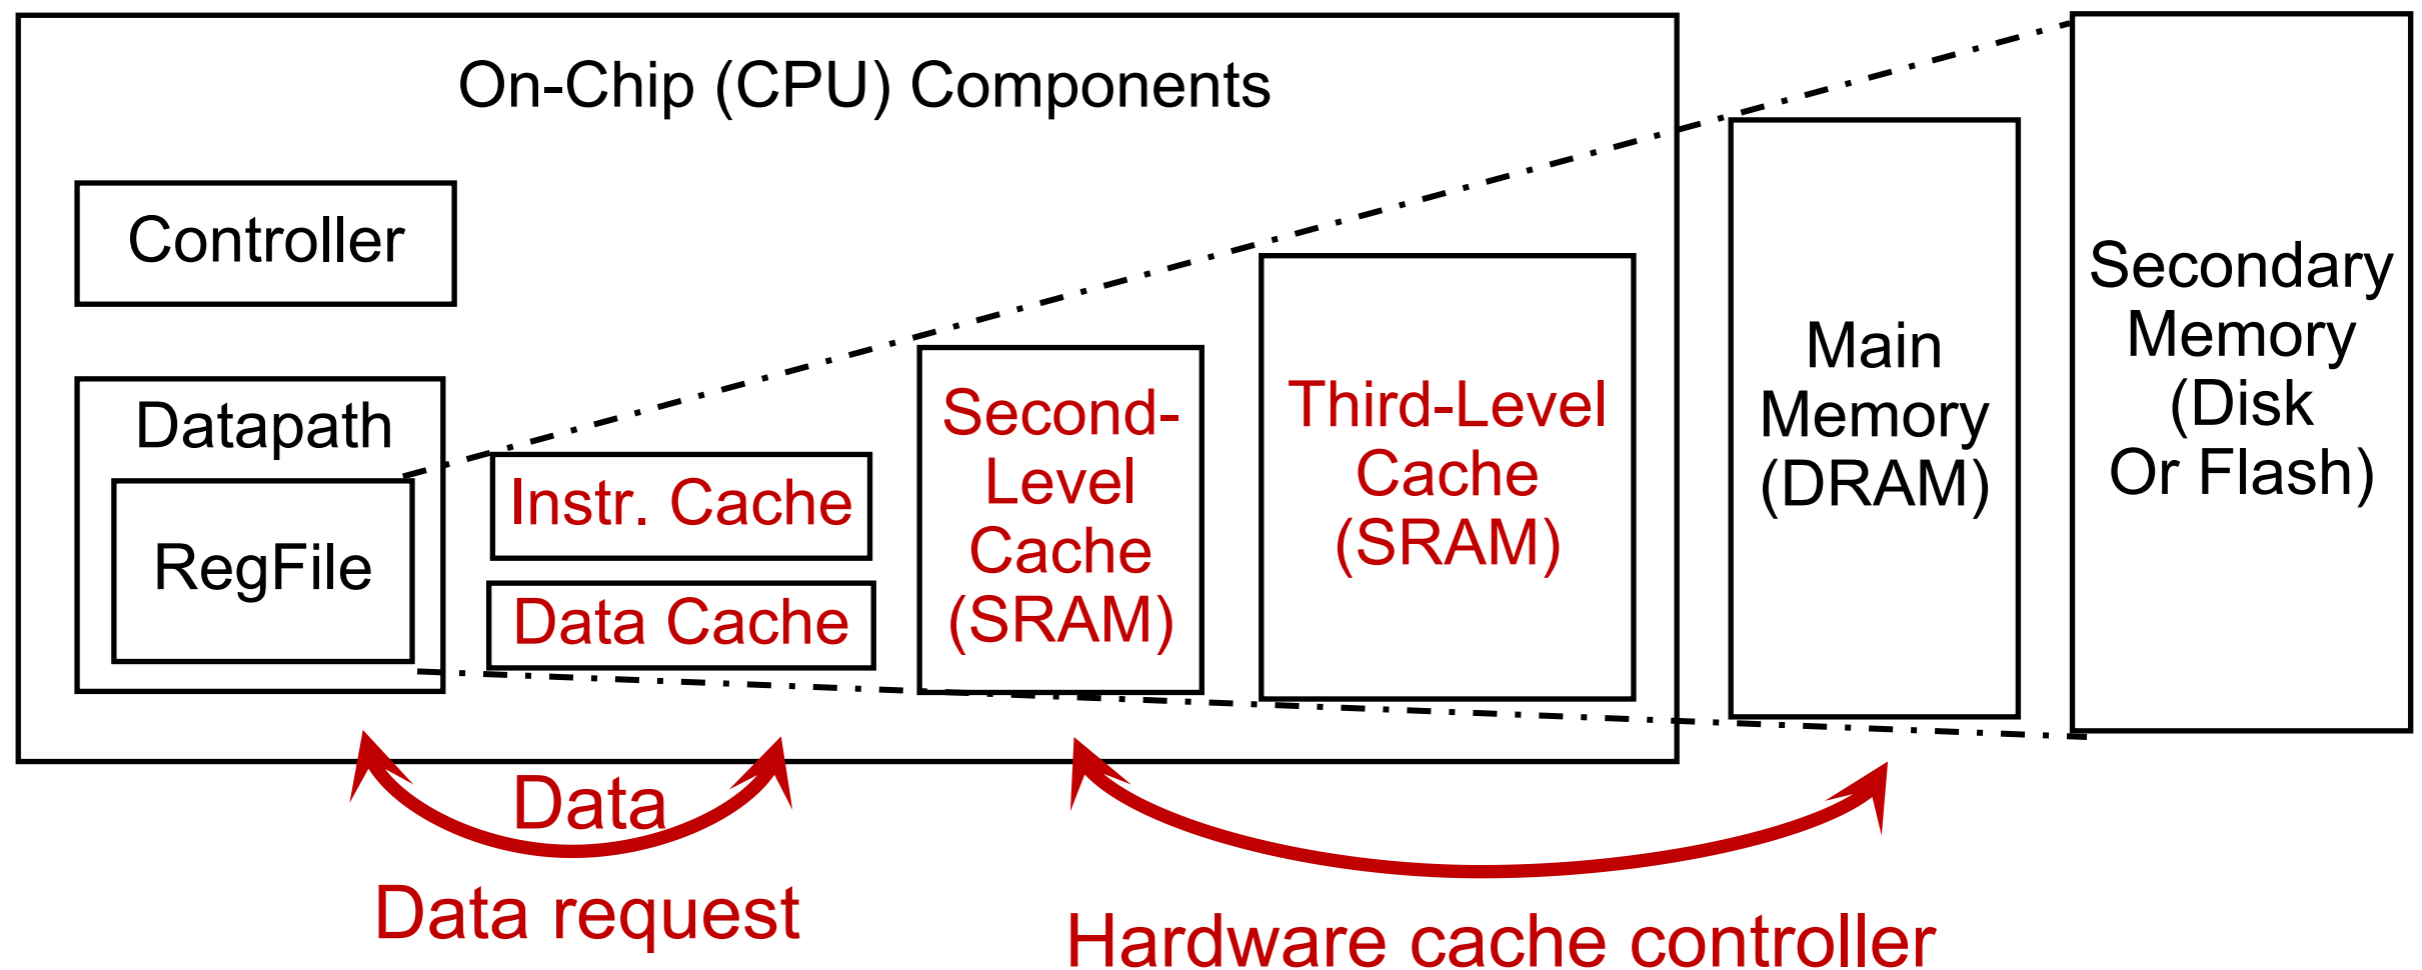 On-Chip (CPU) Components
Controller
Datapath
RegFile
Instr. Cache
Data Cache
Second-
Level
Cache
(SRAM)
Third-Level
Cache
(SRAM)
Main
Memory
(DRAM)
Secondary
Memory
(Disk
Or Flash)
Data
Data request
Hardware cache controller